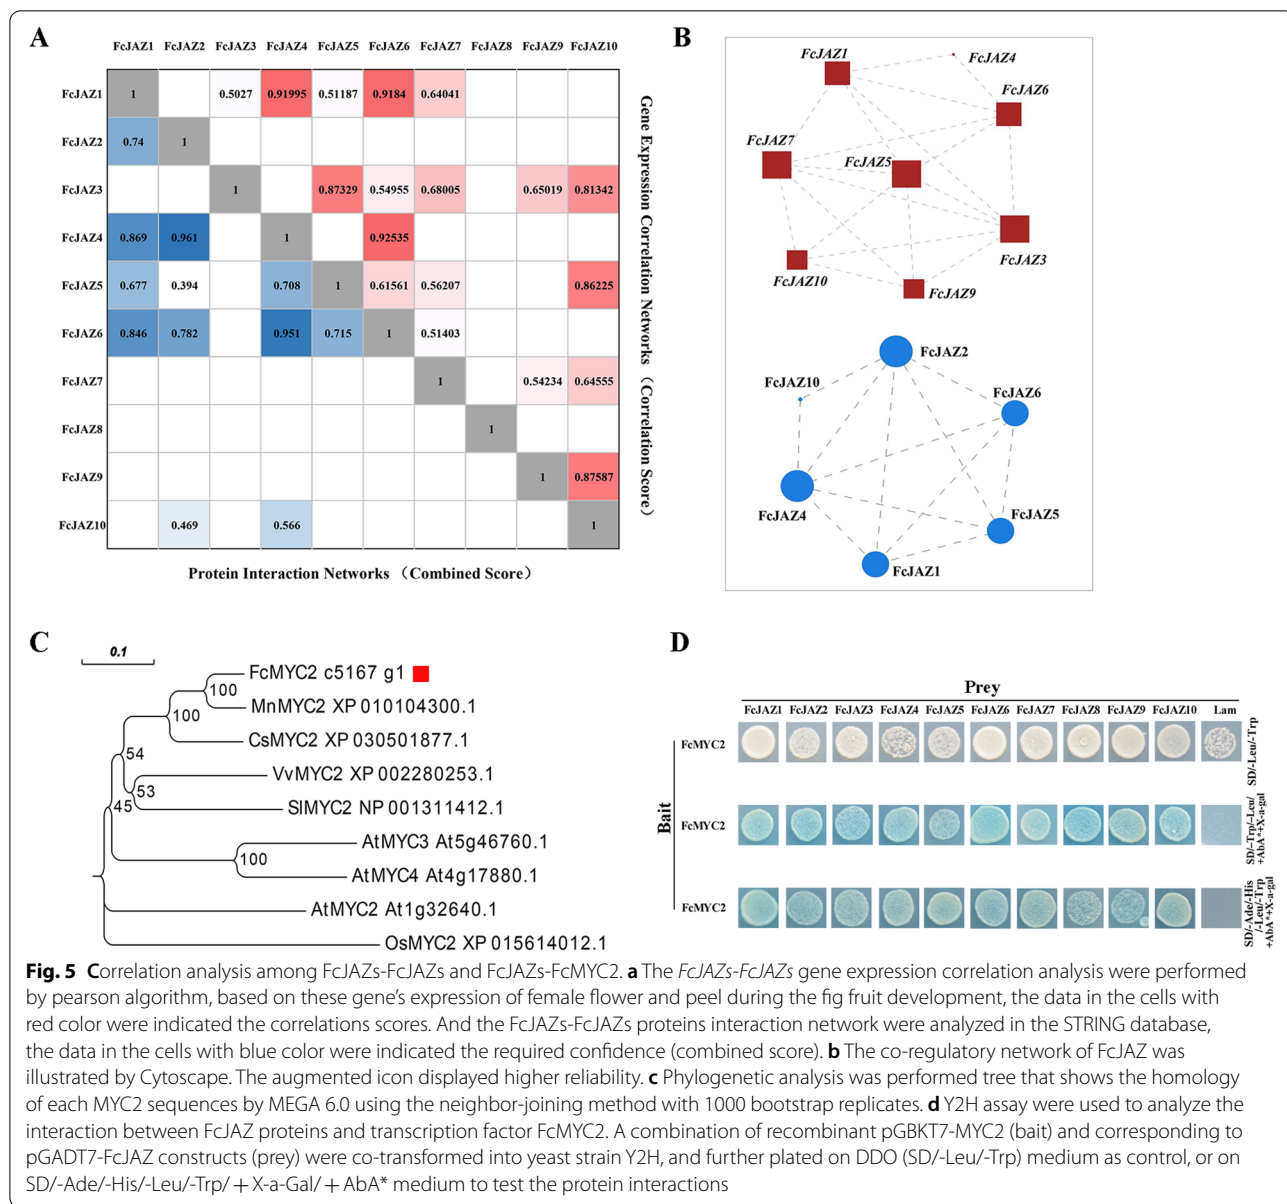 A
FcJAZ1 FcJAZ2 FcJAZ3 FcJAZ4 FcJAZ5 FcJAZ6 FcJAZ7 FcJAZ8 FcJAZ9 FcJAZ10
FcJAZ1 1 0.5027 0.91995 0.51187 0.9184 0.64041
FcJAZ2 0.74 1
FcJAZ3 1 0.87329 0.54955 0.68005 0.65019 0.81342
FcJAZ4 0.869 0.961 1 0.92535
FcJAZ5 0.677 0.394 0.708 1 0.61561 0.56207 0.86225
FcJAZ6 0.846 0.782 0.951 0.715 1 0.51403
FcJAZ7 1 0.54234 0.64555
FcJAZ8 1
FcJAZ9 1 0.87587
FcJAZ10 0.469 0.566 1
Protein Interaction Networks (Combined Score)
Gene Expression Correlation Networks (Correlation Score)
B
FcJAZ1
FcJAZ4
FcJAZ6
FcJAZ7
FcJAZ5
FcJAZ3
FcJAZ10
FcJAZ9
FcJAZ2
FcJAZ10
FcJAZ6
FcJAZ4
FcJAZ5
FcJAZ1
C
0.1
FcMYC2 c5167 g1
100
MnMYC2 XP 010104300.1
100
CsMYC2 XP 030501877.1
54
VvMYC2 XP 002280253.1
53
SlMYC2 NP 001311412.1
45
AtMYC3 At5g46760.1
100
AtMYC4 At4g17880.1
AtMYC2 At1g32640.1
OsMYC2 XP 015614012.1
D
Prey
FcJAZ1 FcJAZ2 FcJAZ3 FcJAZ4 FcJAZ5 FcJAZ6 FcJAZ7 FcJAZ8 FcJAZ9 FcJAZ10 Lam
Bait
FcMYC2
SD/-Leu/-Trp
FcMYC2
SD/-Trp/-Leu/
+AbA*+X-a-gal
FcMYC2
SD/-Ade/-His
/-Leu/-Trp
+AbA*+X-a-gal
Fig. 5 Correlation analysis among FcJAZs-FcJAZs and FcJAZs-FcMYC2. a The FcJAZs-FcJAZs gene expression correlation analysis were performed
by pearson algorithm, based on these gene's expression of female flower and peel during the fig fruit development, the data in the cells with
red color were indicated the correlations scores. And the FcJAZs-FcJAZs proteins interaction network were analyzed in the STRING database,
the data in the cells with blue color were indicated the required confidence (combined score). b The co-regulatory network of FcJAZ was
illustrated by Cytoscape. The augmented icon displayed higher reliability. c Phylogenetic analysis was performed tree that shows the homology
of each MYC2 sequences by MEGA 6.0 using the neighbor-joining method with 1000 bootstrap replicates. d Y2H assay were used to analyze the
interaction between FcJAZ proteins and transcription factor FcMYC2. A combination of recombinant pGBKT7-MYC2 (bait) and corresponding to
pGADT7-FcJAZ constructs (prey) were co-transformed into yeast strain Y2H, and further plated on DDO (SD/-Leu/-Trp) medium as control, or on
SD/-Ade/-His/-Leu/-Trp/ + X-a-Gal/ + AbA* medium to test the protein interactions